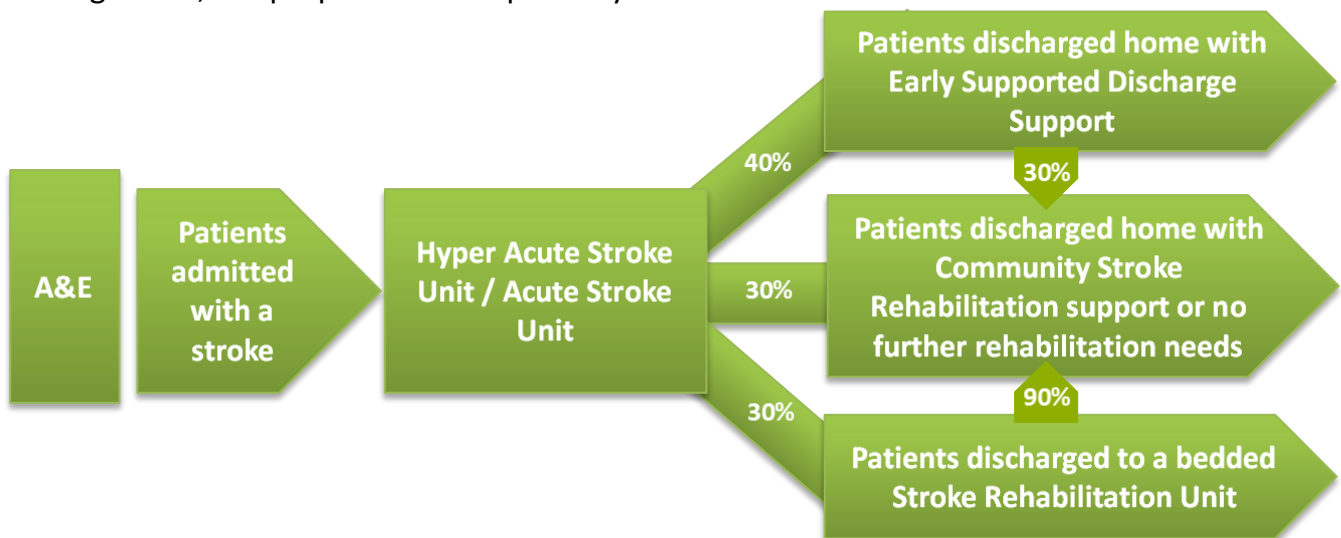 A&E
Patients
admitted
with a
stroke
Hyper Acute Stroke
Unit / Acute Stroke
Unit
40%
30%
30%
Patients discharged home with
Early Supported Discharge
Support
30%
Patients discharged home with
Community Stroke
Rehabilitation support or no
further rehabilitation needs
90%
Patients discharged to a bedded
Stroke Rehabilitation Unit